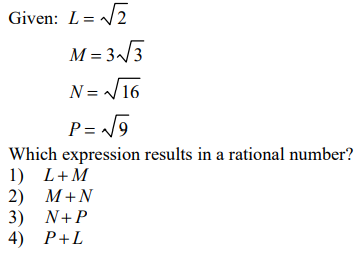 Given: L = √2
M = 3√3
N = √16
P = √9
Which expression results in a rational number?
1) L + M
2) M + N
3) N + P
4) P + L